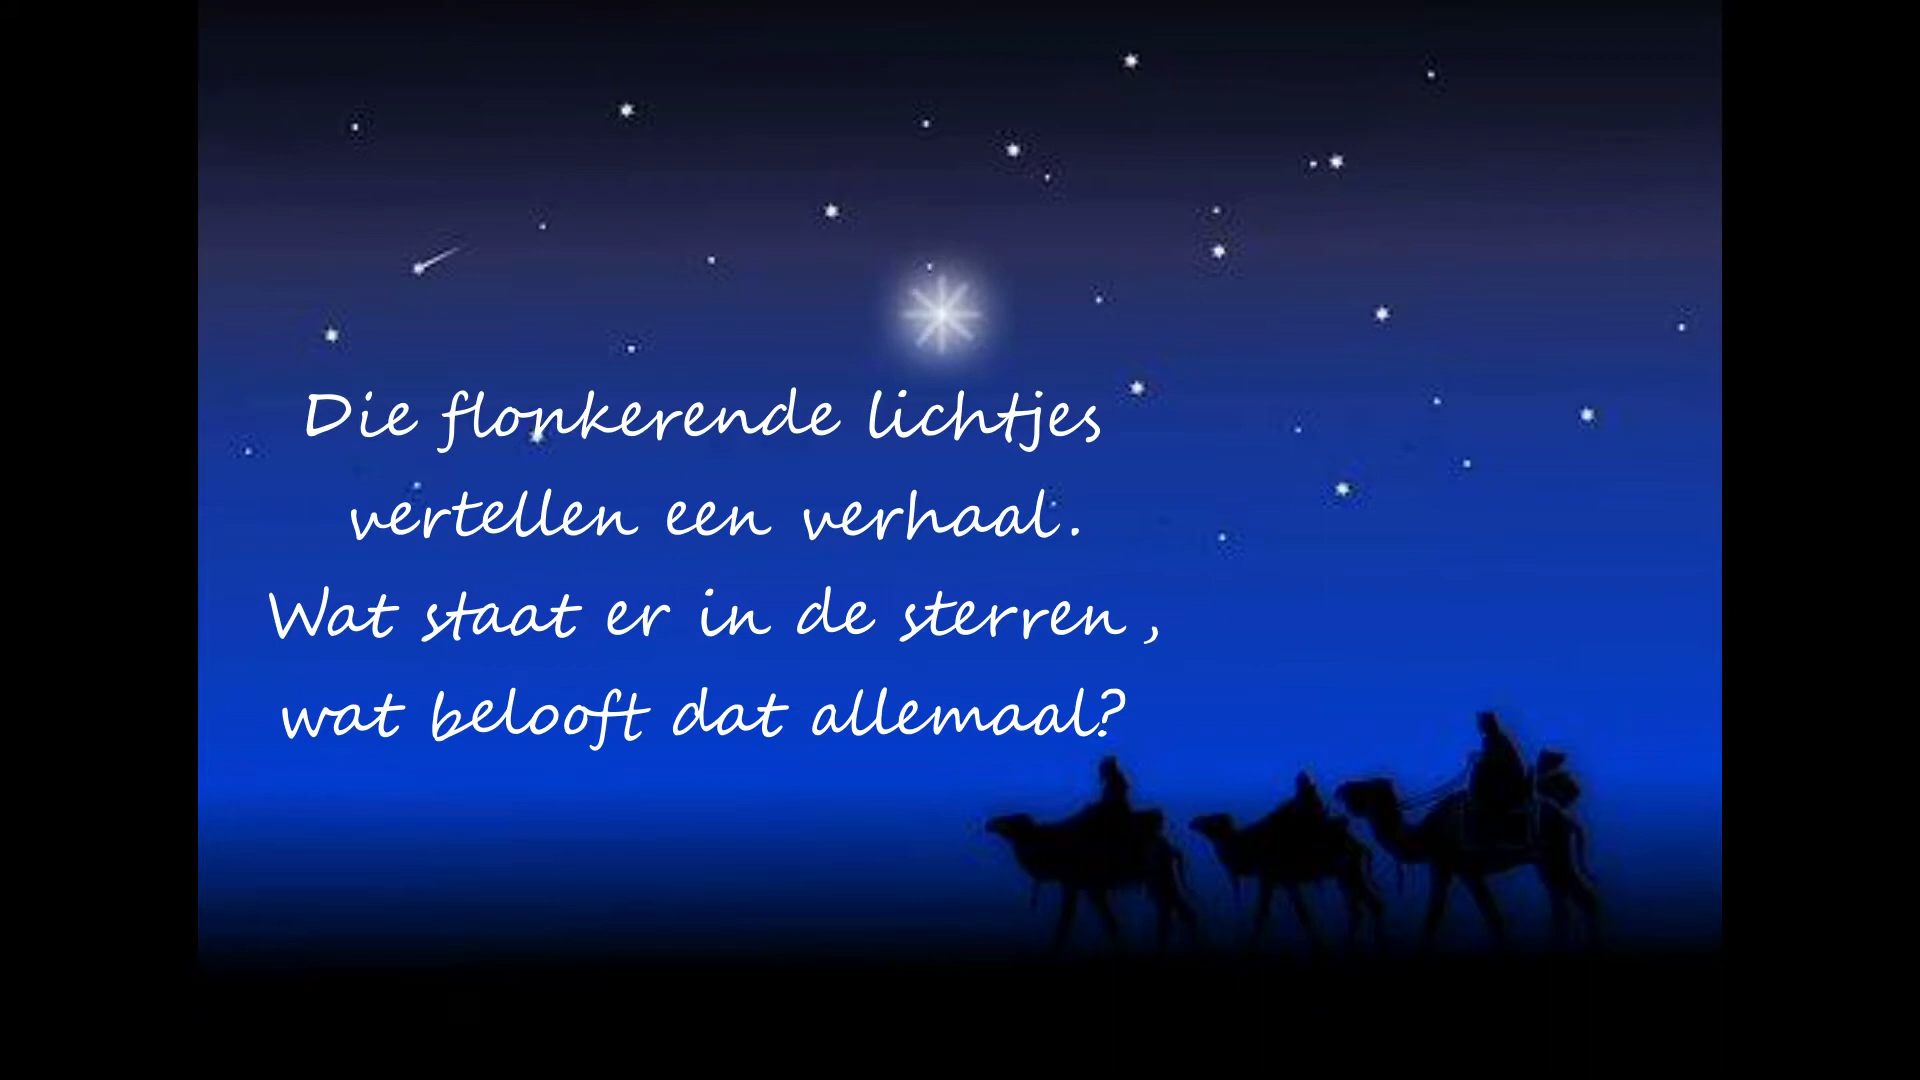 Die flonkerende lichtjes
vertellen een verhaal.
Wat staat er in de sterren,
wat belooft dat allemaal?